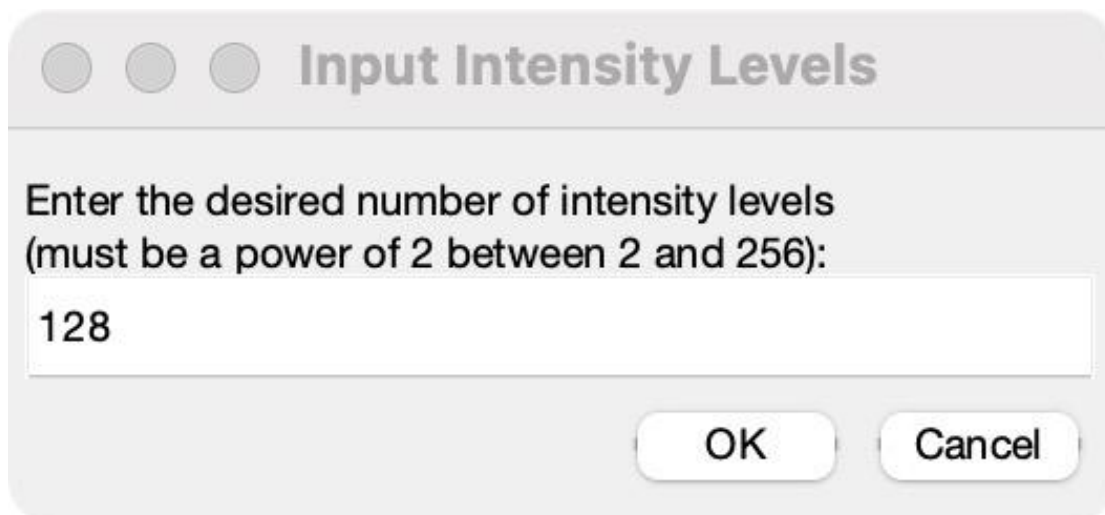 Input Intensity Levels
Enter the desired number of intensity levels
(must be a power of 2 between 2 and 256):
128
OK Cancel